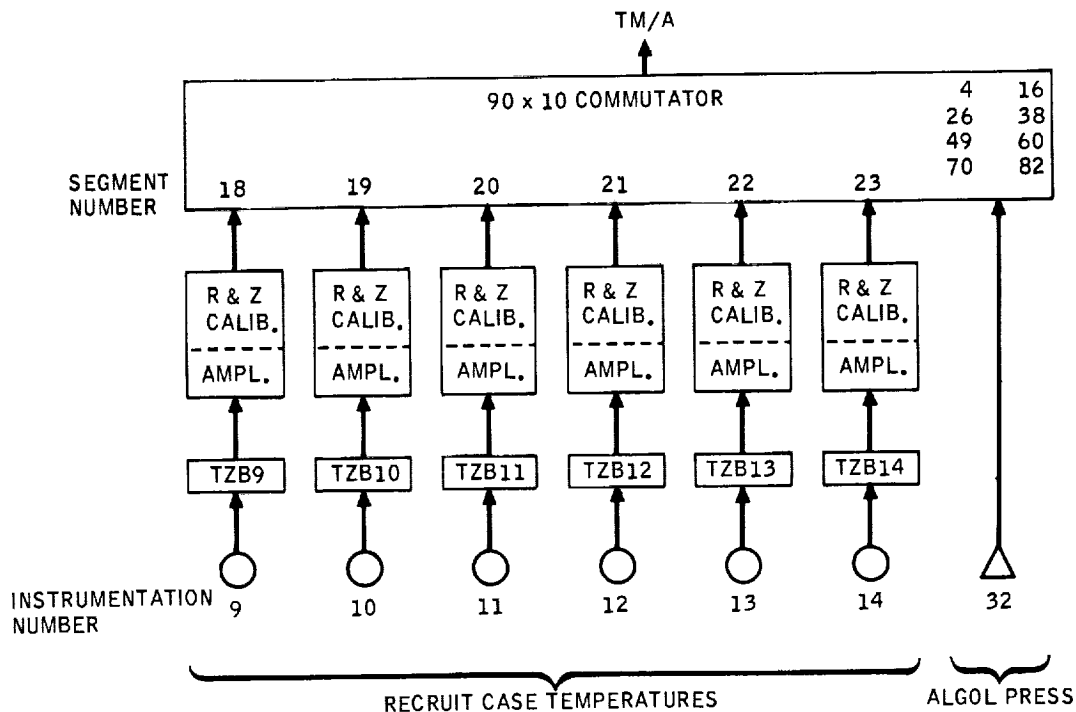 TM/A
90 x 10 COMMUTATOR
4 16
26 38
49 60
70 82
SEGMENT NUMBER
18 19 20 21 22 23
R & Z CALIB. R & Z CALIB. R & Z CALIB. R & Z CALIB. R & Z CALIB. R & Z CALIB.
AMPL. AMPL. AMPL. AMPL. AMPL. AMPL.
TZB9 TZB10 TZB11 TZB12 TZB13 TZB14
INSTRUMENTATION NUMBER
9 10 11 12 13 14 32
RECRUIT CASE TEMPERATURES
ALGOL PRESS